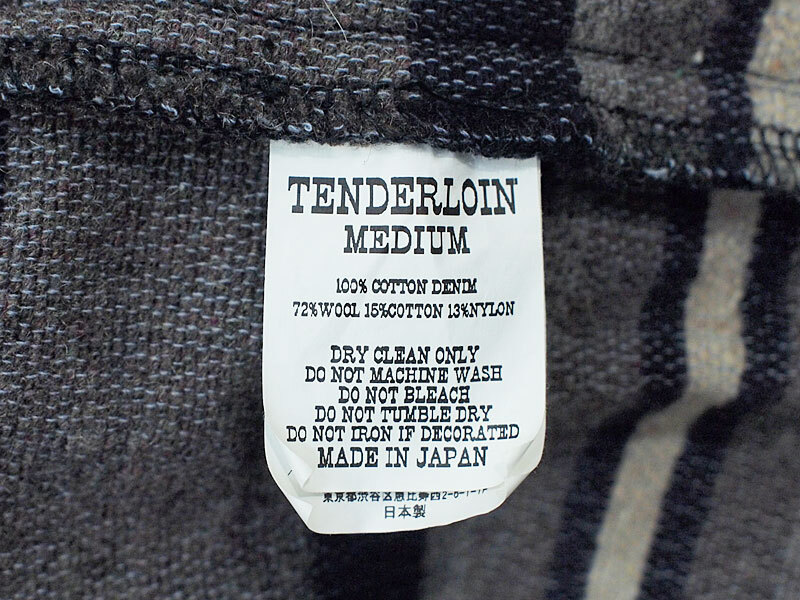 TENDERLOIN
MEDIUM
100% COTTON DENIM
72%WOOL 15%COTTON 13%NYLON
DRY CLEAN ONLY
DO NOT MACHINE WASH
DO NOT BLEACH
DO NOT TUMBLE DRY
DO NOT IRON IF DECORATED
MADE IN JAPAN
東京都渋谷区恵比寿西
日本製